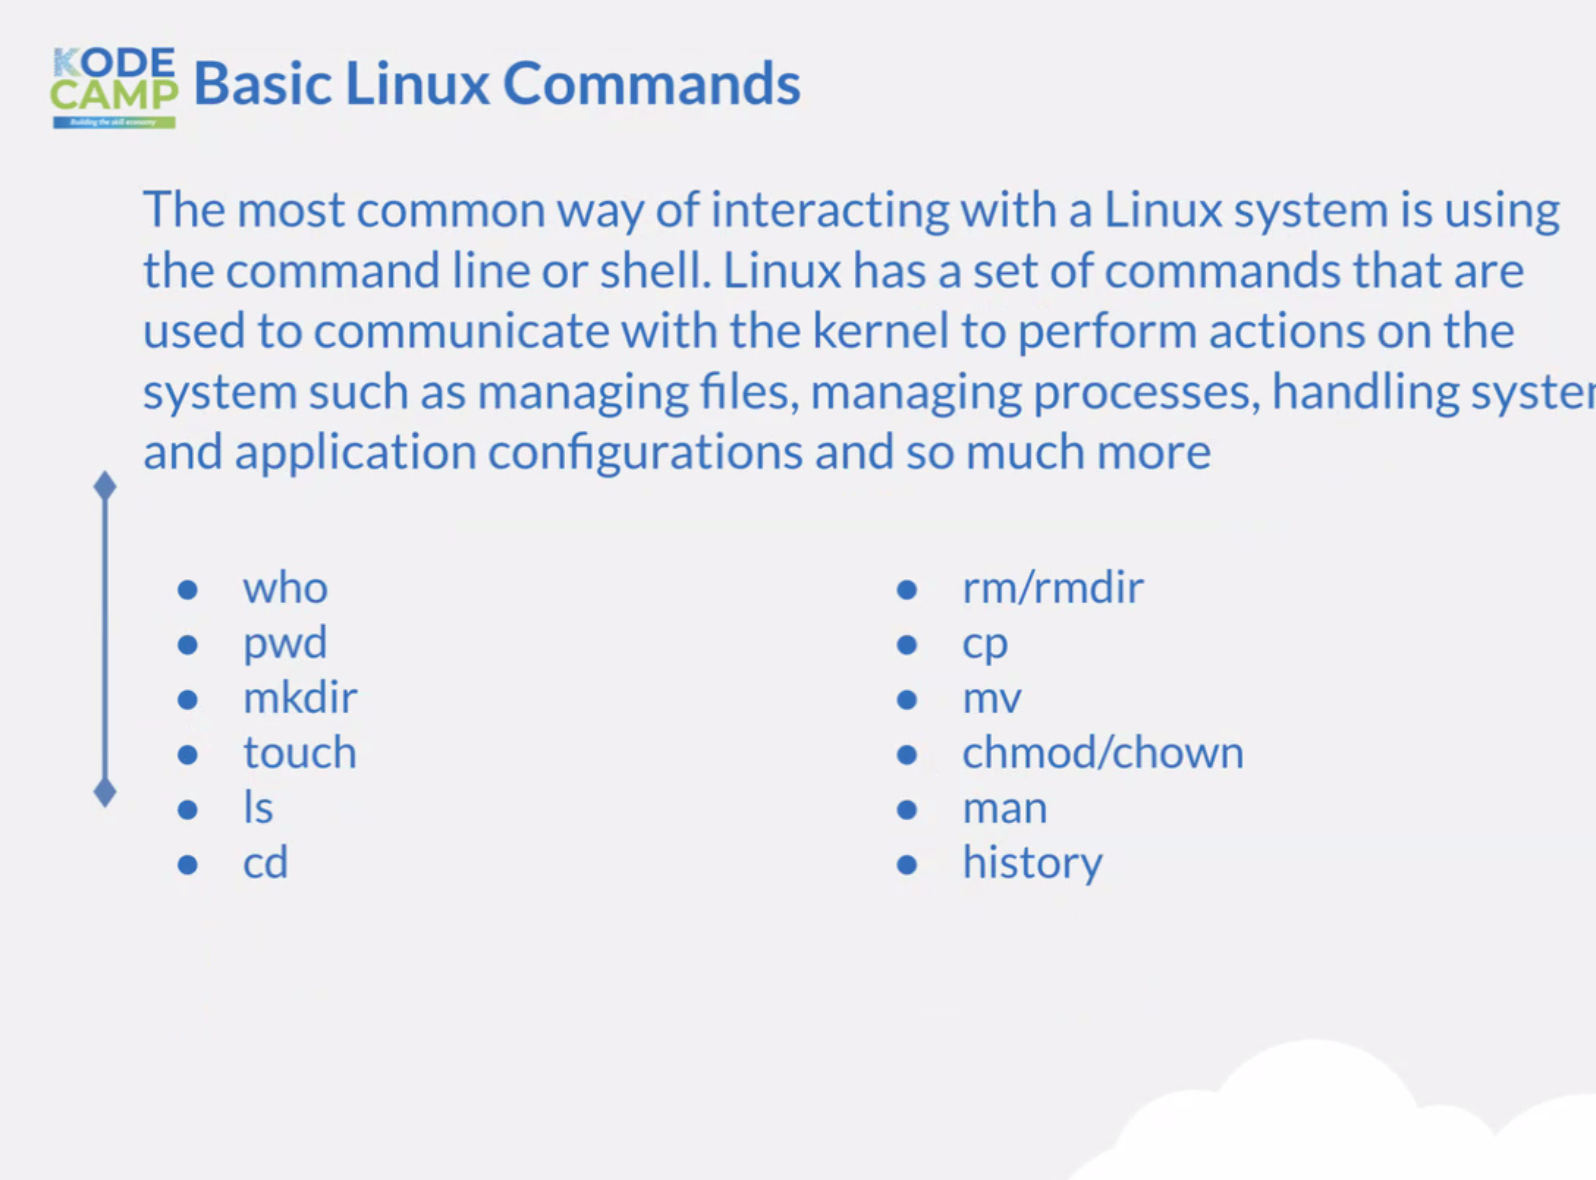 KODE
CAMP
Building the skill economy
Basic Linux Commands
The most common way of interacting with a Linux system is using
the command line or shell. Linux has a set of commands that are
used to communicate with the kernel to perform actions on the
system such as managing files, managing processes, handling
and application configurations and so much more
● who
● pwd
● mkdir
● touch
● ls
● cd
● rm/rmdir
● cp
● mv
● chmod/chown
● man
● history